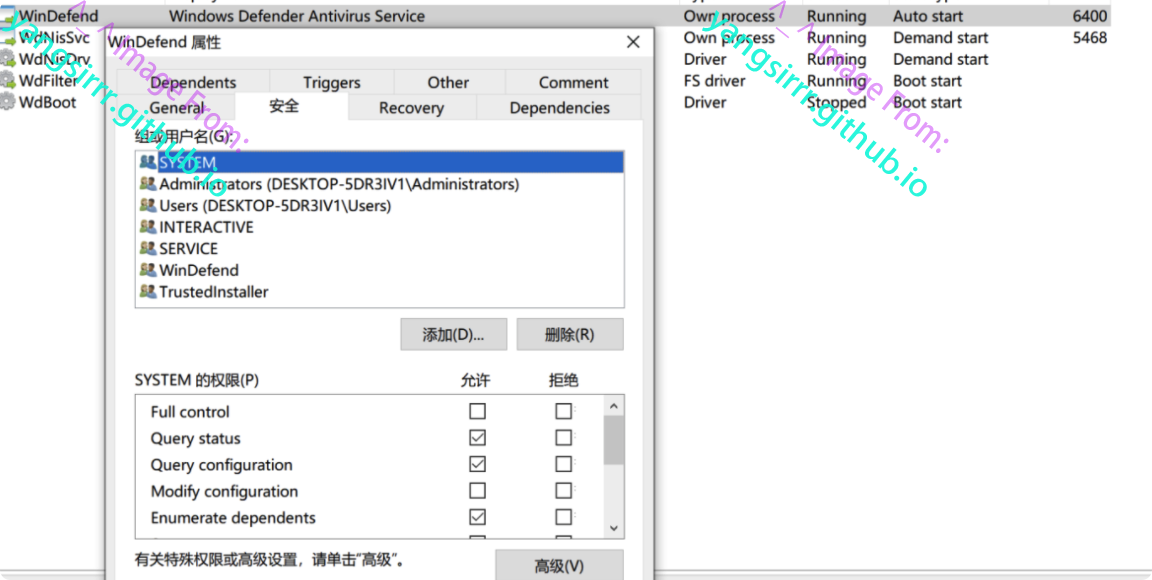 WinDefend Windows Defender Antivirus Service Own process Running Auto start 6400
WdNisSvc Own process Running Demand start 5468
WdNisDrv Driver Running Demand start
WdFilter FS driver Running Boot start
WdBoot Driver Stopped Boot start
WinDefend 属性
Dependents Triggers Other Comment
General 安全 Recovery Dependencies
组或用户名(G):
SYSTEM
Administrators (DESKTOP-5DR3IV1\Administrators)
Users (DESKTOP-5DR3IV1\Users)
INTERACTIVE
SERVICE
WinDefend
TrustedInstaller
添加(D)... 删除(R)
SYSTEM 的权限(P) 允许 拒绝
Full control
Query status
Query configuration
Modify configuration
Enumerate dependents
有关特殊权限或高级设置，请单击"高级"。
高级(V)
^_^ Image From:
yangsirrr.github.io
^_^ Image From:
yangsirrr.github.io